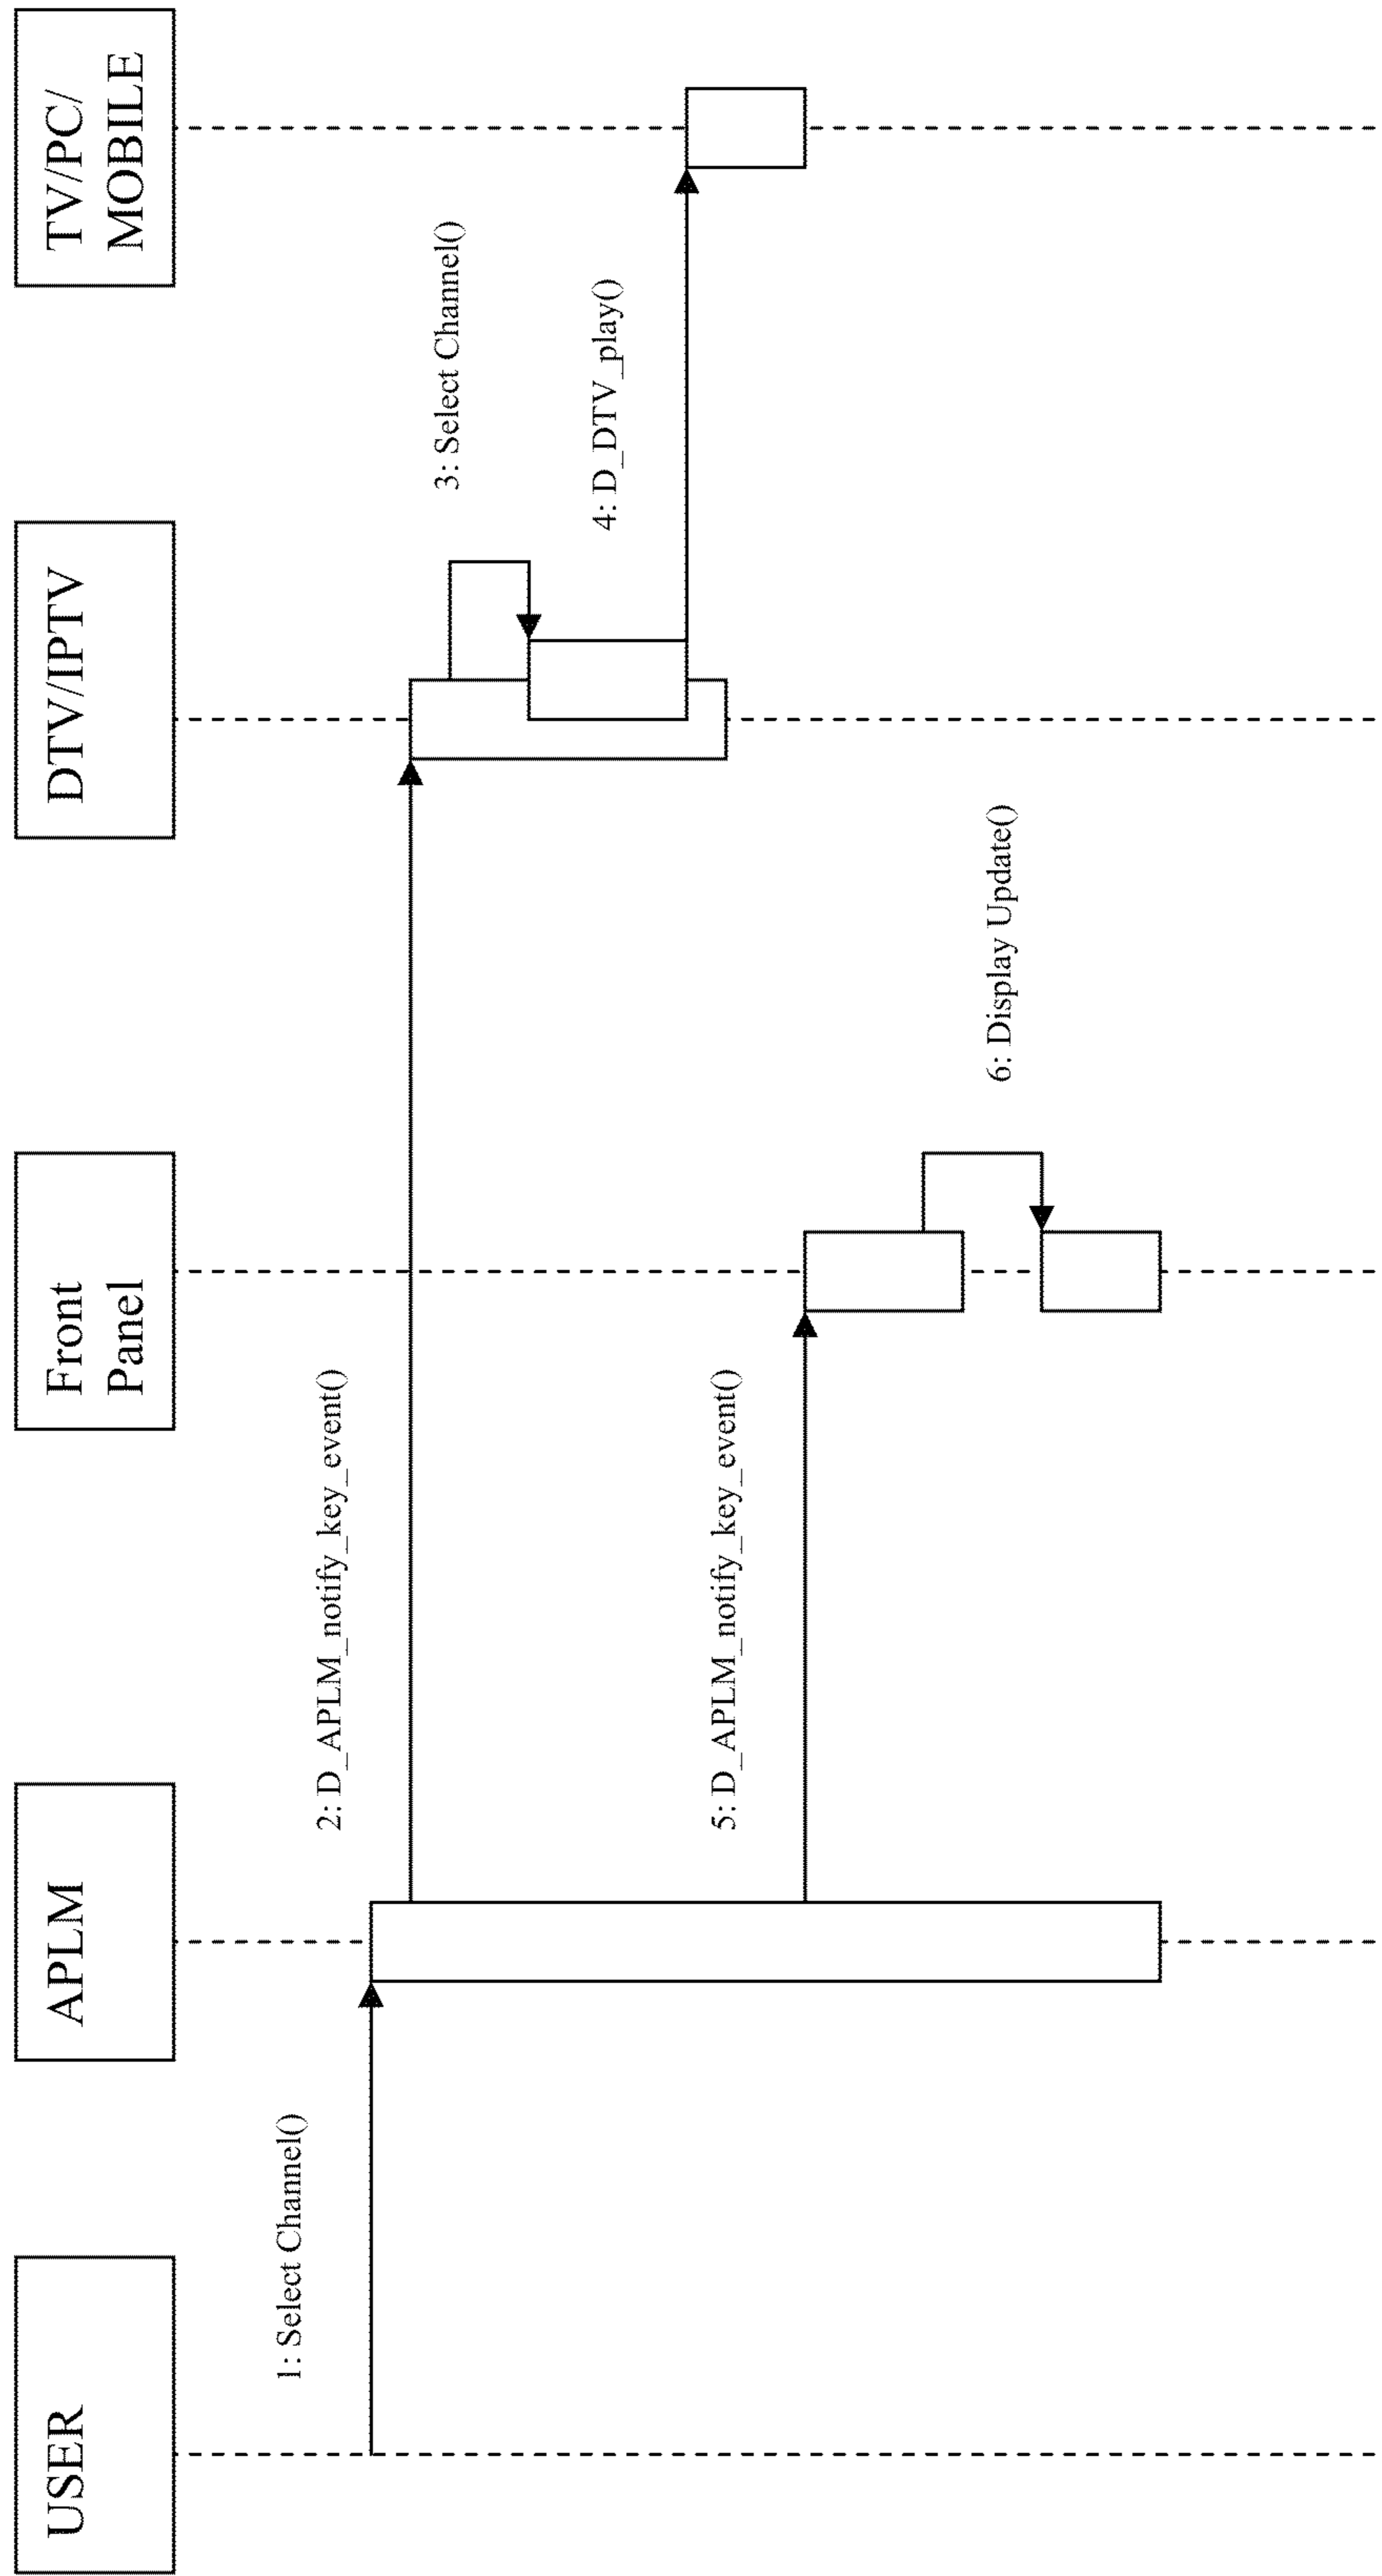 USER
APLM
Front
Panel
DTV/IPTV
TV/PC/
MOBILE
1: Select Channel()
2: D_APLM_notify_key_event()
3: Select Channel()
4: D_DTV_play()
5: D_APLM_notify_key_event()
6: Display Update()